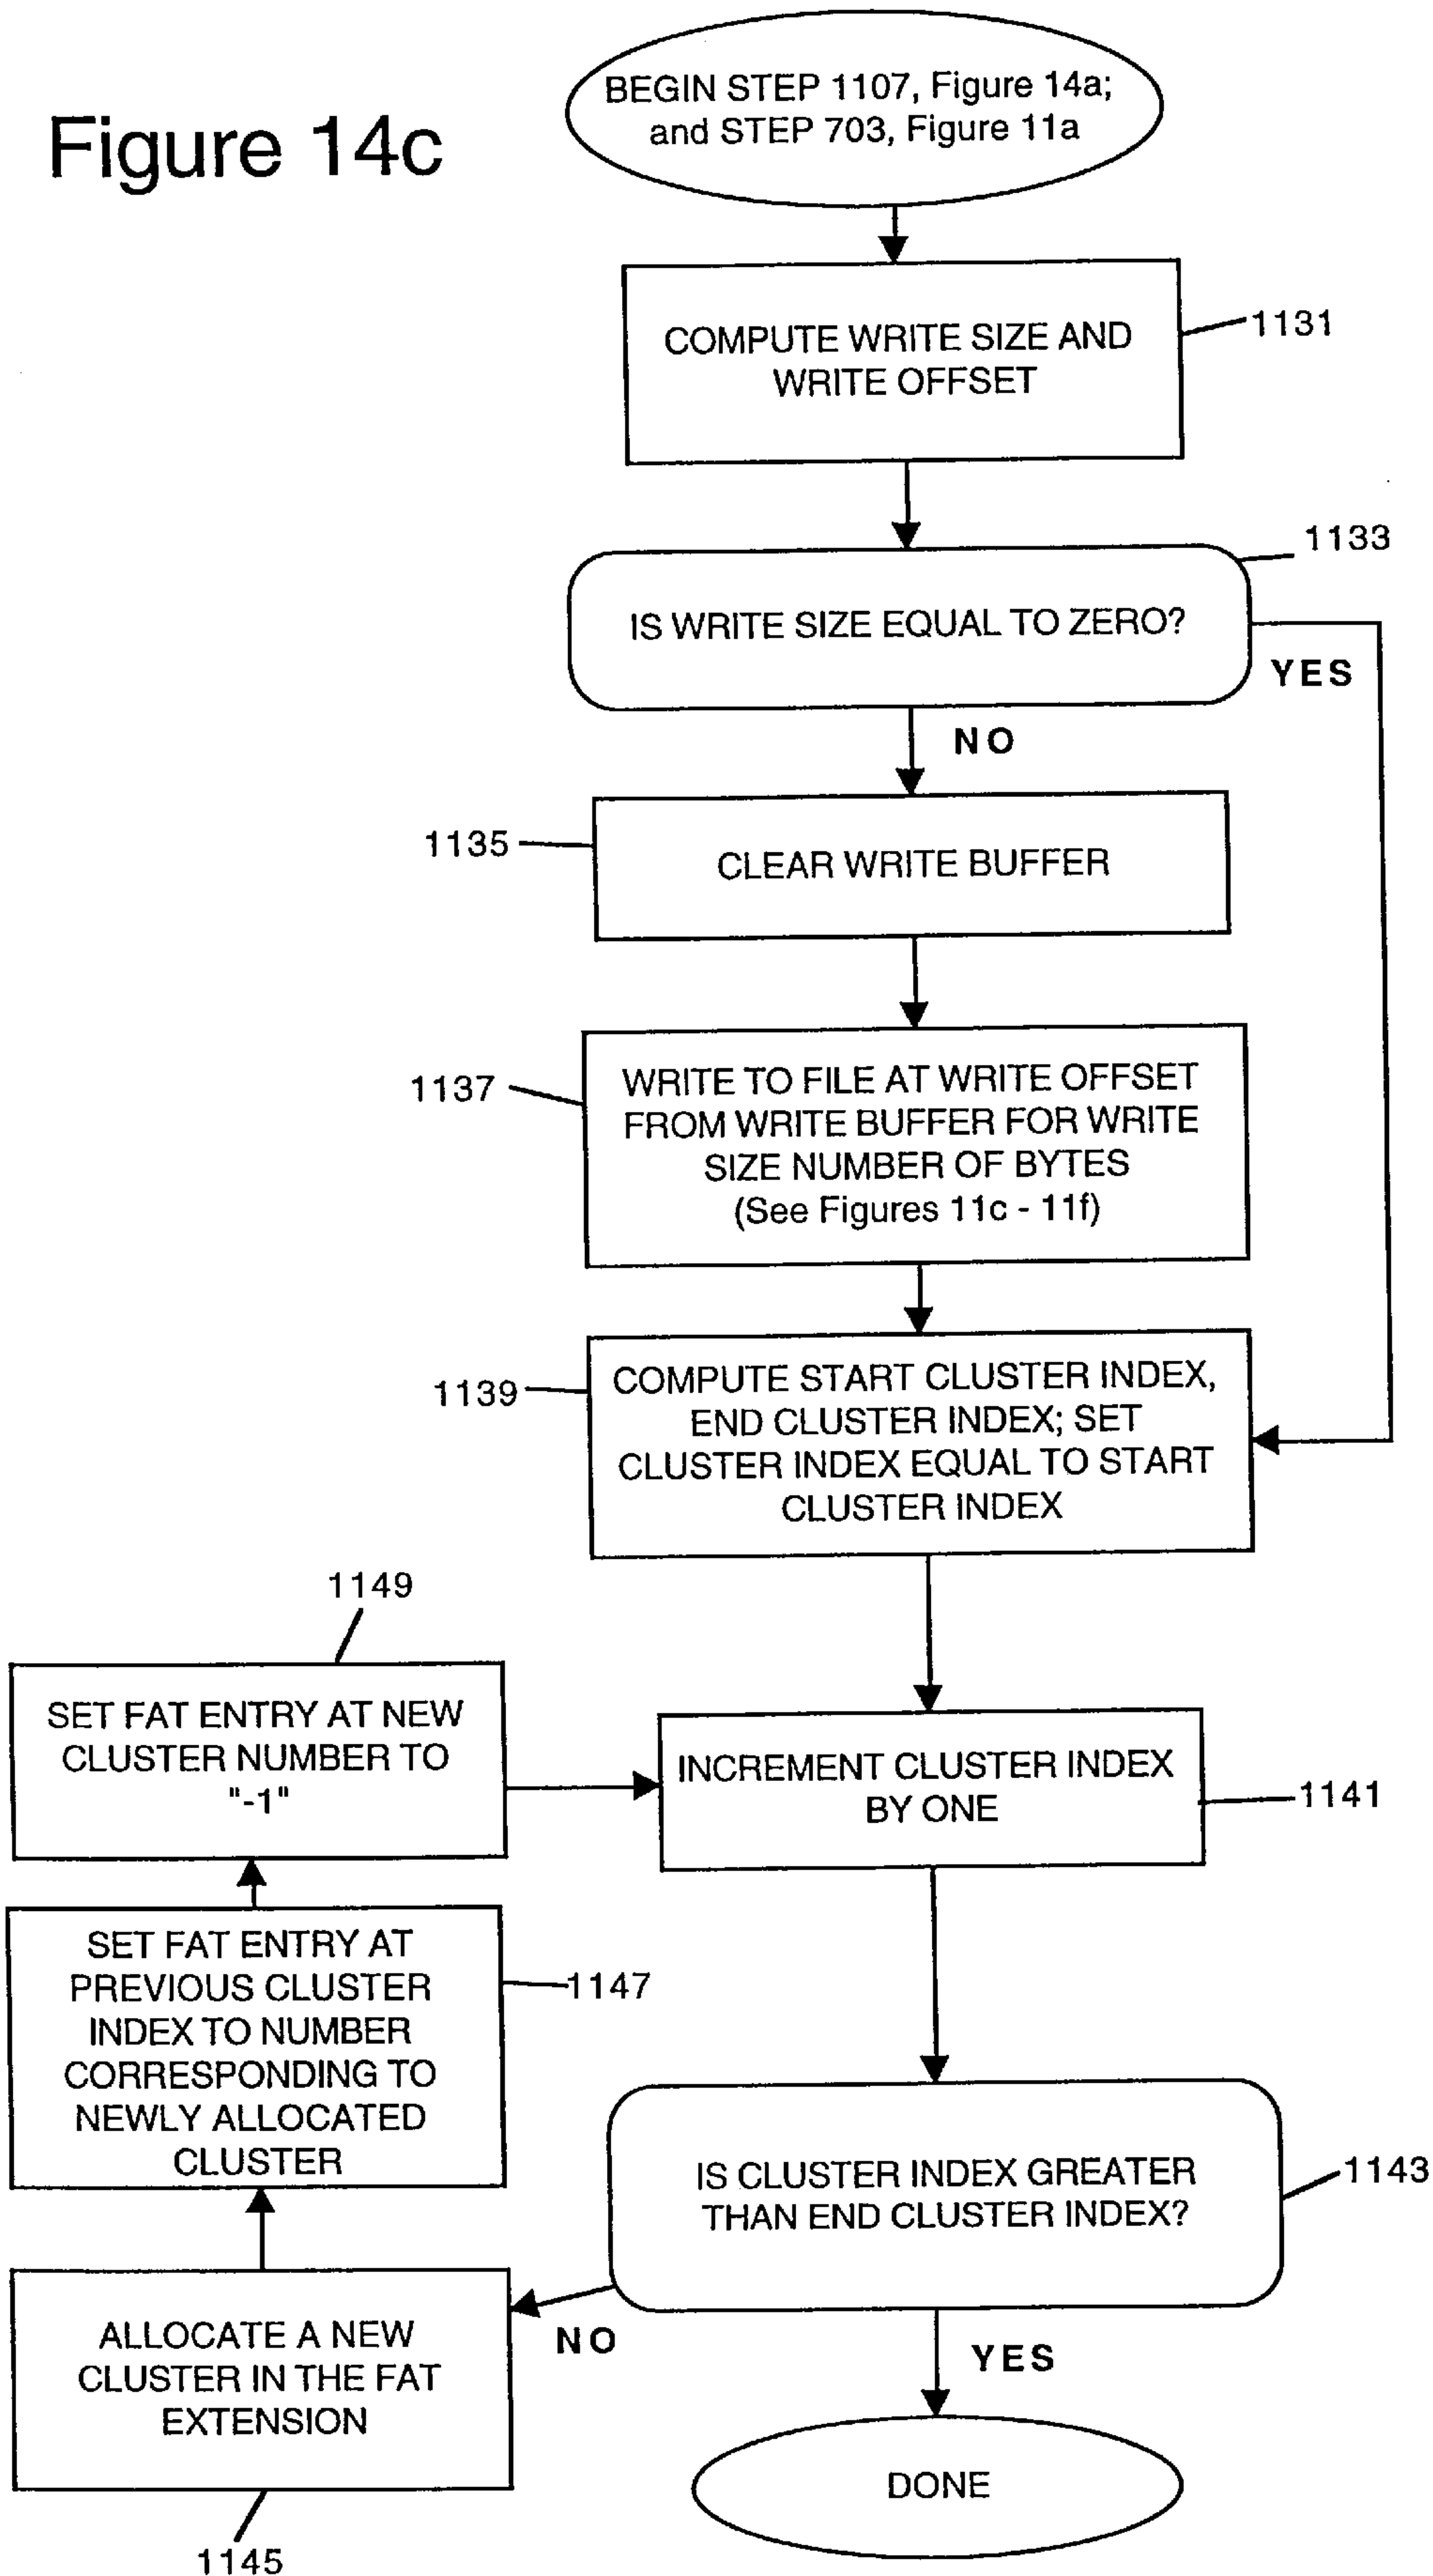 Figure 14c
BEGIN STEP 1107, Figure 14a;
and STEP 703, Figure 11a
COMPUTE WRITE SIZE AND
WRITE OFFSET
1131
1133
IS WRITE SIZE EQUAL TO ZERO?
YES
NO
1135
CLEAR WRITE BUFFER
1137
WRITE TO FILE AT WRITE OFFSET
FROM WRITE BUFFER FOR WRITE
SIZE NUMBER OF BYTES
(See Figures 11c - 11f)
1139
COMPUTE START CLUSTER INDEX,
END CLUSTER INDEX; SET
CLUSTER INDEX EQUAL TO START
CLUSTER INDEX
1149
SET FAT ENTRY AT NEW
CLUSTER NUMBER TO
"-1"
INCREMENT CLUSTER INDEX
BY ONE
1141
SET FAT ENTRY AT
PREVIOUS CLUSTER
INDEX TO NUMBER
CORRESPONDING TO
NEWLY ALLOCATED
CLUSTER
1147
IS CLUSTER INDEX GREATER
THAN END CLUSTER INDEX?
1143
NO
YES
ALLOCATE A NEW
CLUSTER IN THE FAT
EXTENSION
1145
DONE